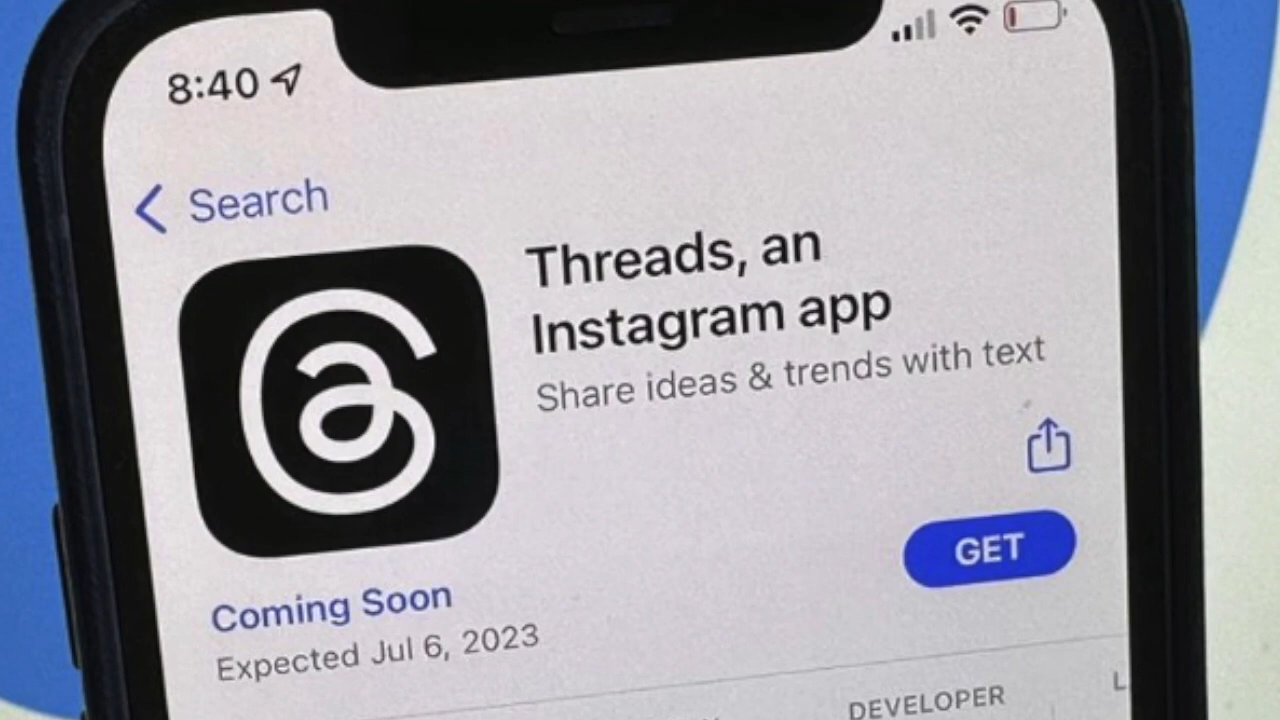 8:40
Search
Threads, an
Instagram app
Share ideas & trends with text
GET
Coming Soon
Expected Jul 6, 2023
DEVELOPER